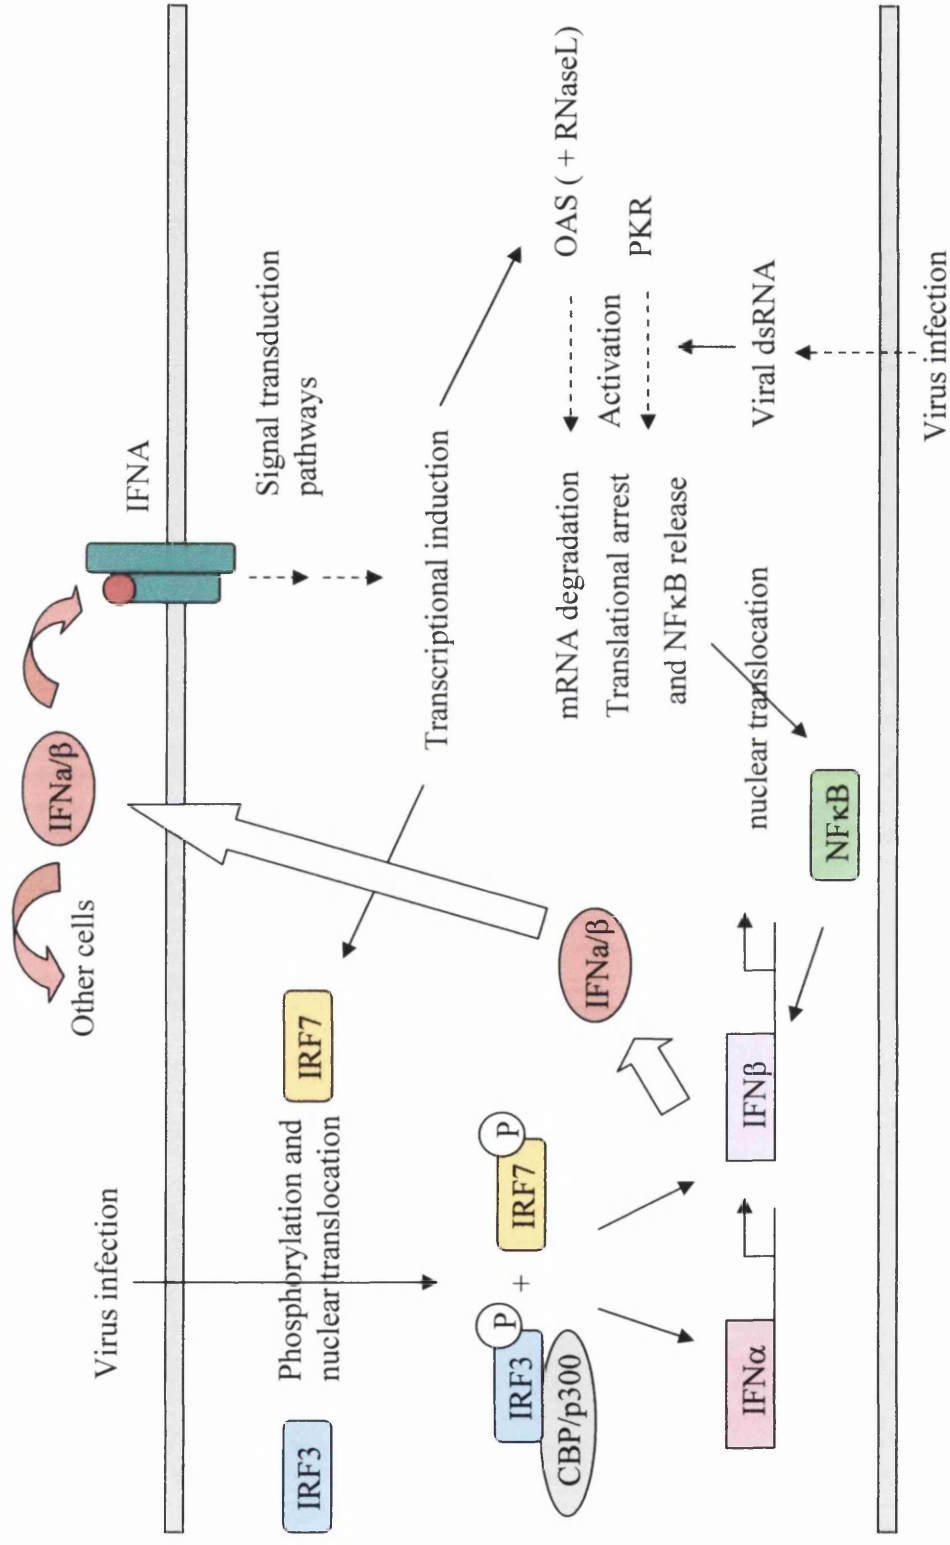 IFNa/β
Other cells
IFNA
Virus infection
Signal transduction
pathways
IRF3
Phosphorylation and
nuclear translocation
IRF7
Transcriptional induction
IRF3
P
CBP/p300
+
IRF7
P
IFNa/β
OAS ( + RNaseL)
PKR
Activation
mRNA degradation
Translational arrest
and NFκB release
Viral dsRNA
nuclear translocation
IFNα
IFNβ
NFκB
Virus infection